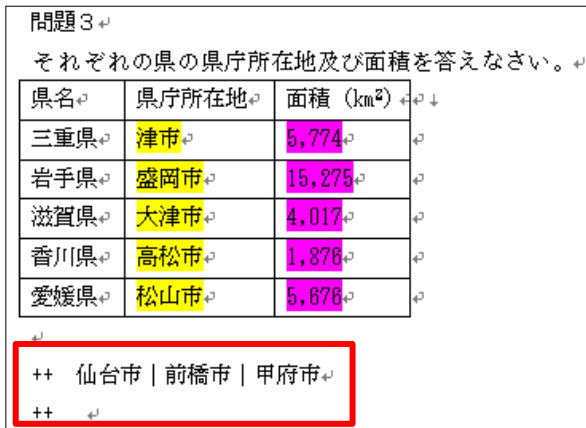 問題3
それぞれの県の県庁所在地及び面積を答えなさい。
県名 県庁所在地 面積 (km²)
三重県 津市 5,774
岩手県 盛岡市 15,275
滋賀県 大津市 4,017
香川県 高松市 1,876
愛媛県 松山市 5,676
++ 仙台市|前橋市|甲府市
++